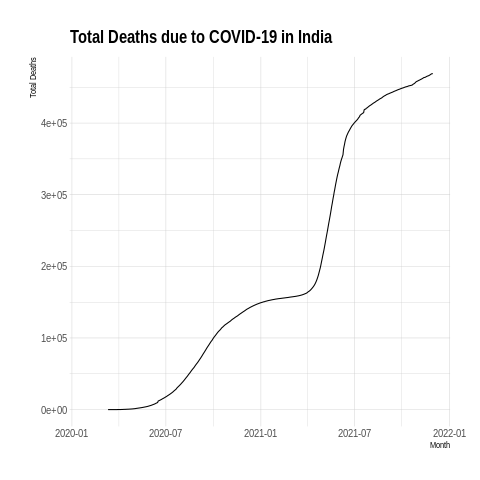 Total Deaths due to COVID-19 in India
Total Deaths
4e+05
3e+05
2e+05
1e+05
0e+00
2020-01 2020-07 2021-01 2021-07 2022-01
Month